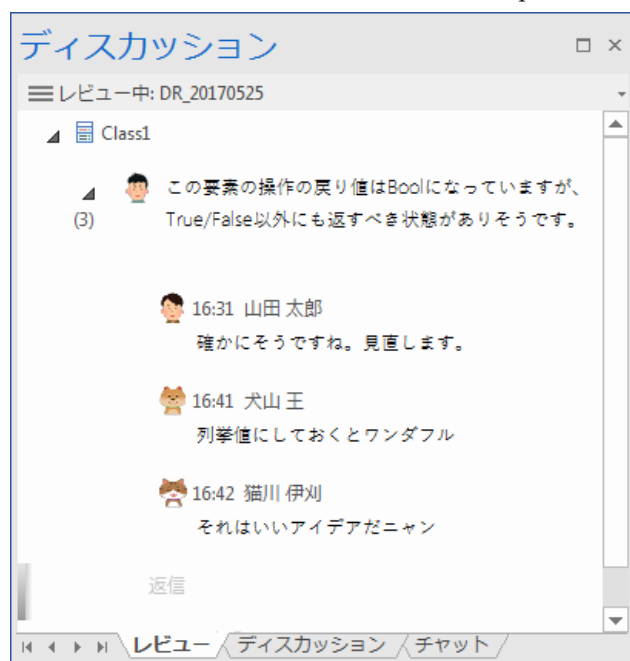 ディスカッション
レビュー中: DR_20170525
Class1
この要素の操作の戻り値はBoolになっていますが、
(3) True/False以外にも返すべき状態がありそうです。
16:31 山田 太郎
確かにそうですね。見直します。
16:41 犬山 王
列挙値にしておくとワンダフル
16:42 猫川 伊刈
それはいいアイデアだニャン
返信
レビュー ディスカッション チャット